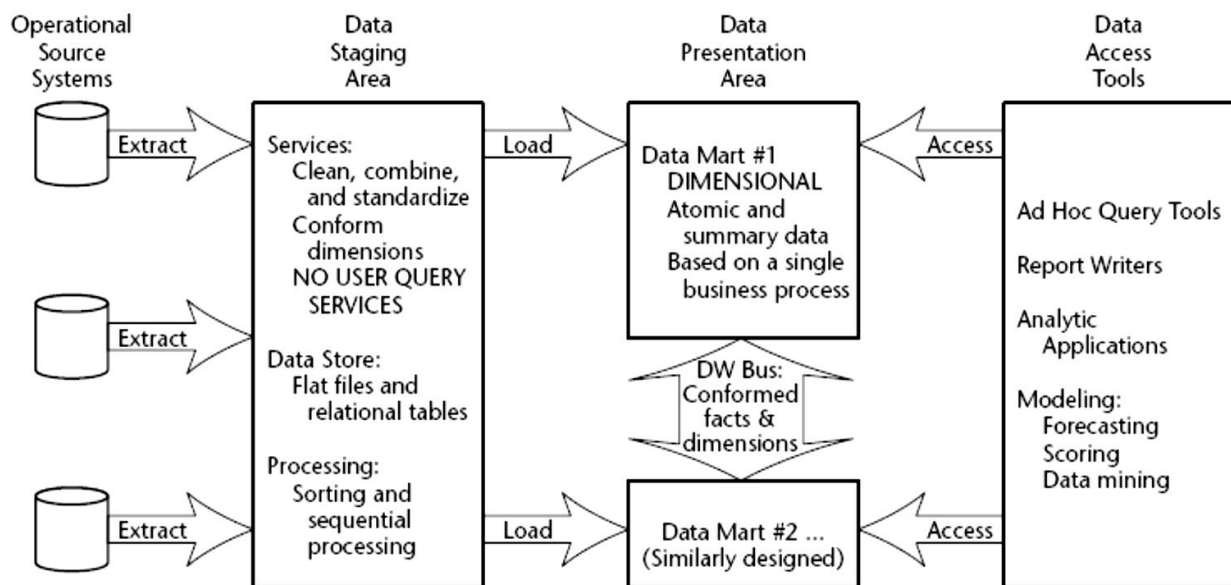 Operational
Source
Systems
Data
Staging
Area
Data
Presentation
Area
Data
Access
Tools
Extract
Extract
Extract
Services:
Clean, combine,
and standardize
Conform
dimensions
NO USER QUERY
SERVICES
Data Store:
Flat files and
relational tables
Processing:
Sorting and
sequential
processing
Load
Load
Data Mart #1
DIMENSIONAL
Atomic and
summary data
Based on a single
business process
DW Bus:
Conformed
facts &
dimensions
Data Mart #2 ...
(Similarly designed)
Access
Access
Ad Hoc Query Tools
Report Writers
Analytic
Applications
Modeling:
Forecasting
Scoring
Data mining